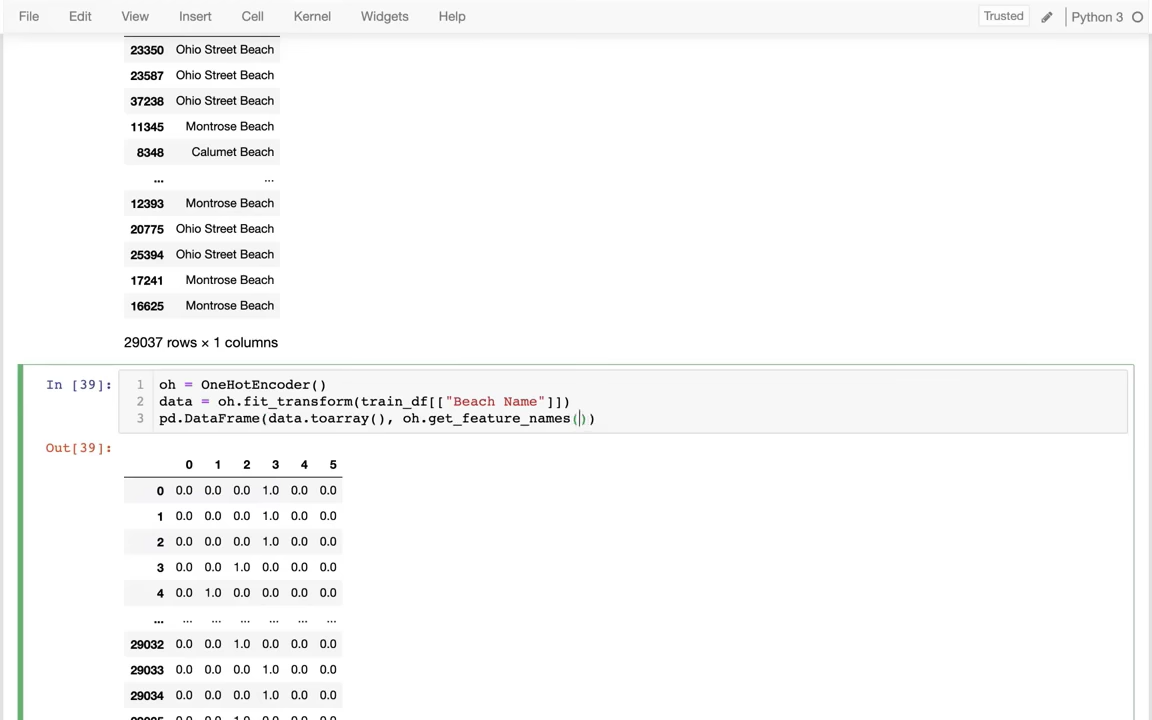 File Edit View Insert Cell Kernel Widgets Help Trusted Python 3
23350 Ohio Street Beach
23587 Ohio Street Beach
37238 Ohio Street Beach
11345 Montrose Beach
8348 Calumet Beach
... ...
12393 Montrose Beach
20775 Ohio Street Beach
25394 Ohio Street Beach
17241 Montrose Beach
16625 Montrose Beach
29037 rows × 1 columns
In [39]: 1 oh = OneHotEncoder()
2 data = oh.fit_transform(train_df[["Beach Name"]])
3 pd.DataFrame(data.toarray(), oh.get_feature_names())
Out[39]:
0 1 2 3 4 5
0 0.0 0.0 0.0 1.0 0.0 0.0
1 0.0 0.0 0.0 1.0 0.0 0.0
2 0.0 0.0 0.0 1.0 0.0 0.0
3 0.0 0.0 1.0 0.0 0.0 0.0
4 0.0 1.0 0.0 0.0 0.0 0.0
... ... ... ... ... ... ...
29032 0.0 0.0 1.0 0.0 0.0 0.0
29033 0.0 0.0 0.0 1.0 0.0 0.0
29034 0.0 0.0 0.0 1.0 0.0 0.0